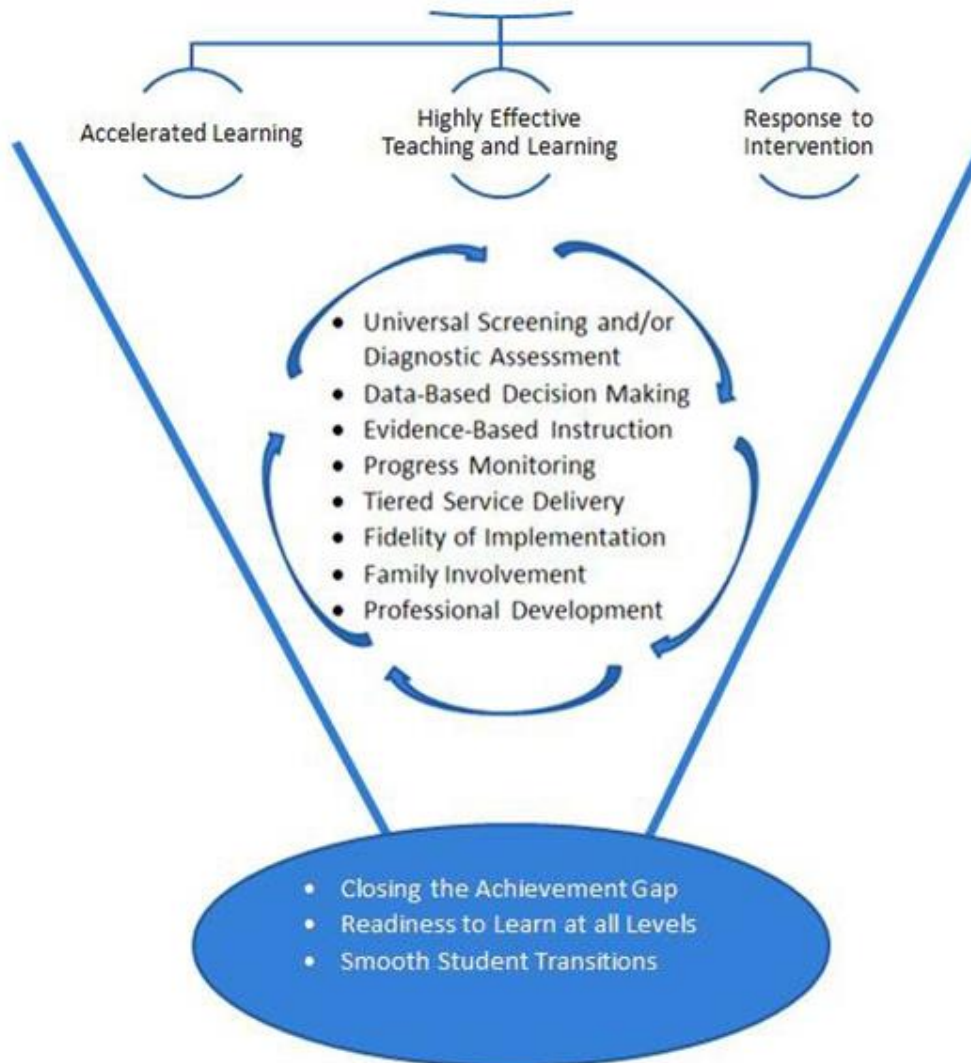 Accelerated Learning
Highly Effective
Teaching and Learning
Response to
Intervention
• Universal Screening and/or
Diagnostic Assessment
• Data-Based Decision Making
• Evidence-Based Instruction
• Progress Monitoring
• Tiered Service Delivery
• Fidelity of Implementation
• Family Involvement
• Professional Development
• Closing the Achievement Gap
• Readiness to Learn at all Levels
• Smooth Student Transitions